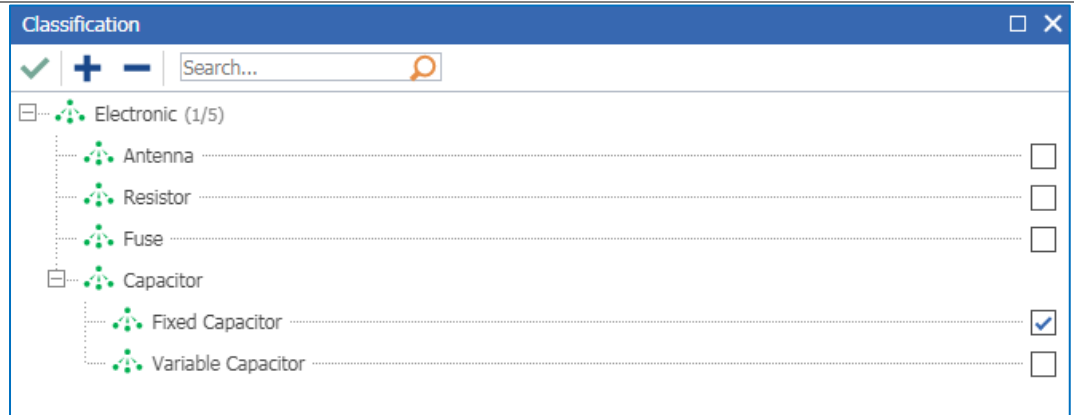 Classification
Search...
Electronic (1/5)
Antenna
Resistor
Fuse
Capacitor
Fixed Capacitor
Variable Capacitor